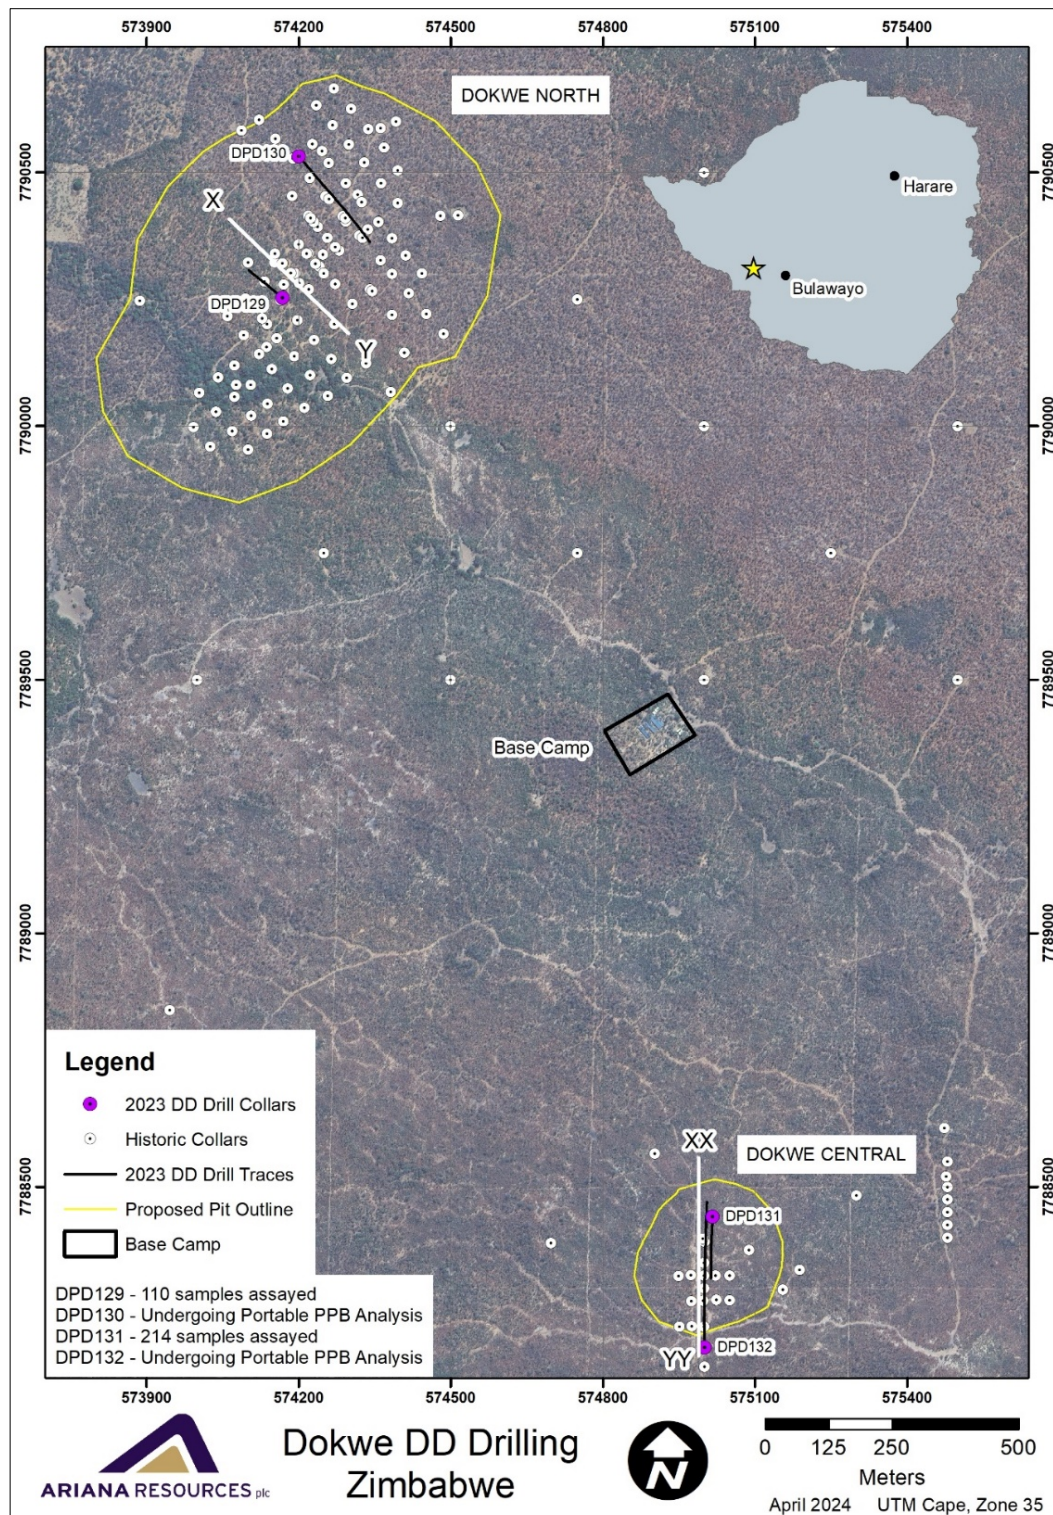 573900 574200 574500 574800 575100 575400
DOKWE NORTH
DPD130
7790500
7790500
Harare
X
Bulawayo
DPD129
Y
7790000
7790000
7789500
7789500
Base Camp
7789000
7789000
Legend
2023 DD Drill Collars
Historic Collars
2023 DD Drill Traces
Proposed Pit Outline
Base Camp
DPD129 - 110 samples assayed
DPD130 - Undergoing Portable PPB Analysis
DPD131 - 214 samples assayed
DPD132 - Undergoing Portable PPB Analysis
XX
DOKWE CENTRAL
7788500
DPD131
DPD132
YY
573900 574200 574500 574800 575100 575400
ARIANA RESOURCES plc
Dokwe DD Drilling
Zimbabwe
N
0 125 250 500
Meters
April 2024 UTM Cape, Zone 35